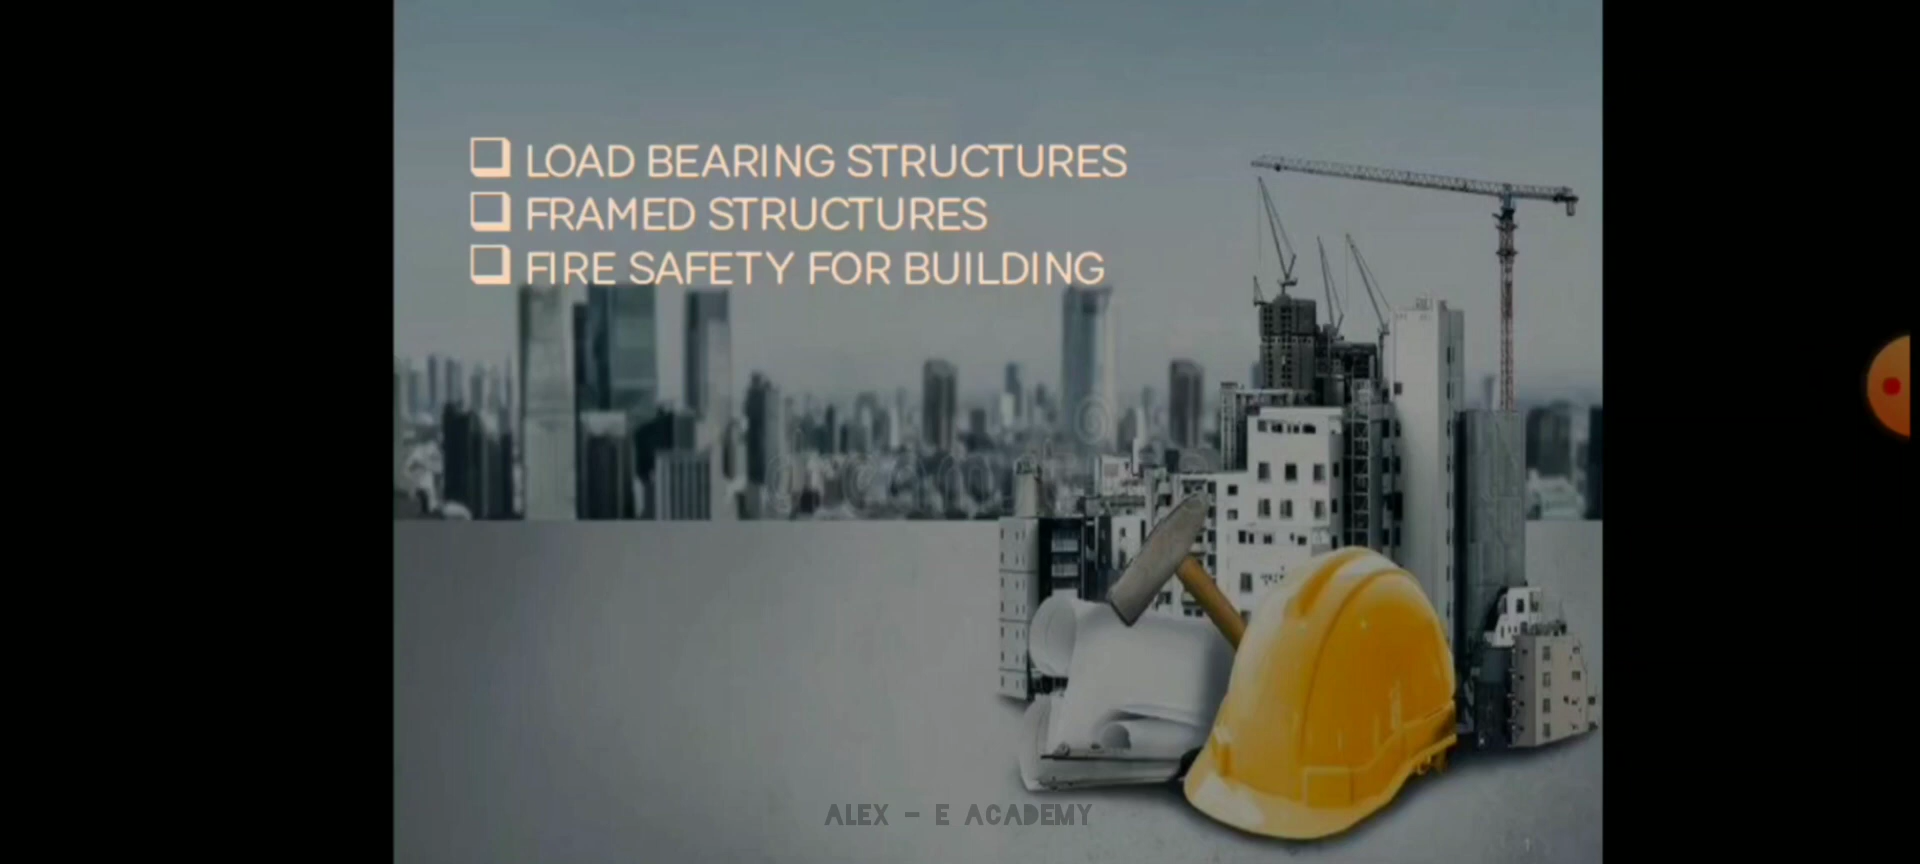 LOAD BEARING STRUCTURES
FRAMED STRUCTURES
FIRE SAFETY FOR BUILDING
ALEX - E ACADEMY